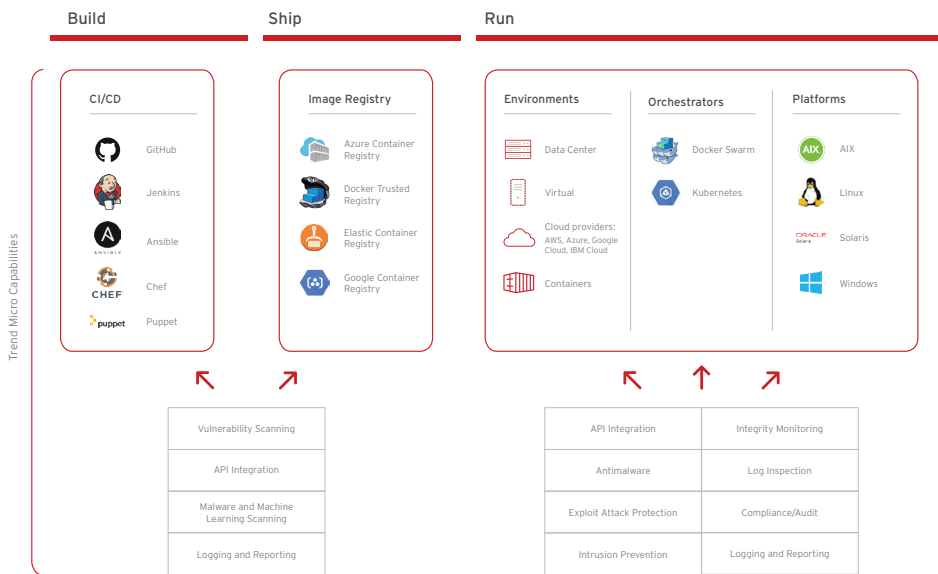 Build
Ship
Run
Trend Micro Capabilities
CI/CD
GitHub
Jenkins
ANSIBLE
Ansible
CHEF
Chef
puppet
Puppet
Image Registry
Azure Container
Registry
Docker Trusted
Registry
Elastic Container
Registry
Google Container
Registry
Environments
Data Center
Virtual
Cloud providers:
AWS, Azure, Google
Cloud, IBM Cloud
Containers
Orchestrators
Docker Swarm
Kubernetes
Platforms
AIX
AIX
Linux
ORACLE
Solaris
Solaris
Windows
Vulnerability Scanning
API Integration
Malware and Machine
Learning Scanning
Logging and Reporting
API Integration
Integrity Monitoring
Antimalware
Log Inspection
Exploit Attack Protection
Compliance/Audit
Intrusion Prevention
Logging and Reporting